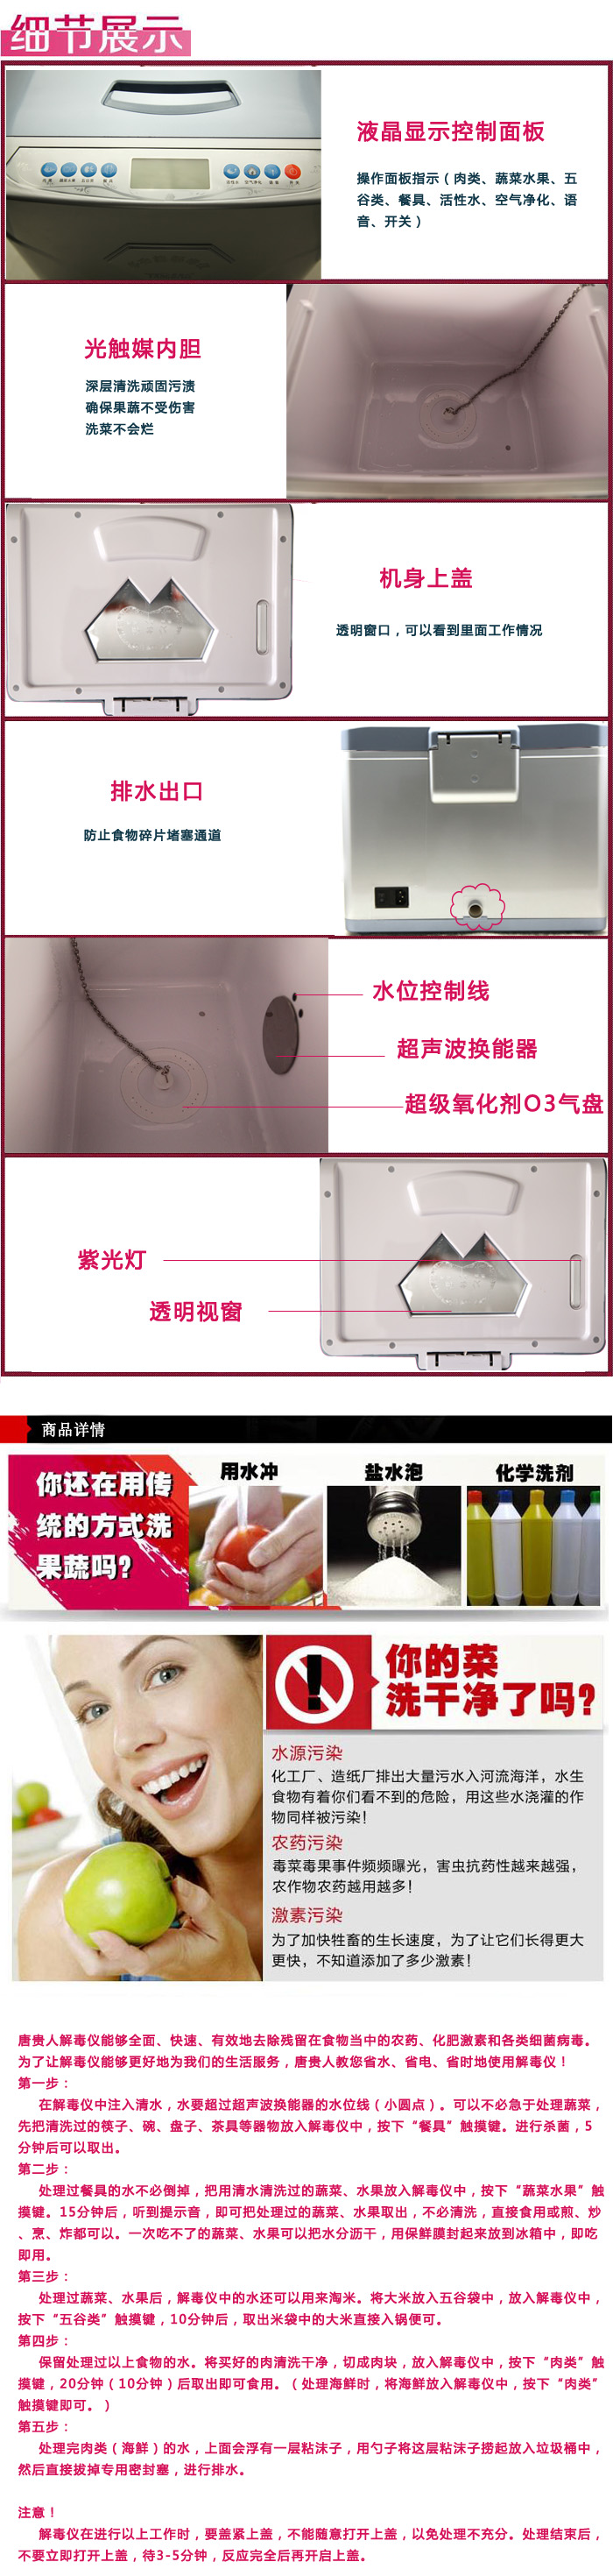 细节展示
液晶显示控制面板
操作面板指示（肉类、蔬菜水果、五
谷类、餐具、活性水、空气净化、语
音、开关）
光触媒内胆
深层清洗顽固污渍
确保果蔬不受伤害
洗菜不会烂
机身上盖
透明窗口，可以看到里面工作情况
排水出口
防止食物碎片堵塞通道
水位控制线
超声波换能器
超级氧化剂O3气盘
紫光灯
透明视窗
商品详情
你还在用传
统的方式洗
果蔬吗?
用水冲
盐水泡
化学洗剂
你的菜
洗干净了吗?
水源污染
化工厂、造纸厂排出大量污水入河流海洋，水生
食物有着你们看不到的危险，用这些水浇灌的作
物同样被污染！
农药污染
毒菜毒果事件频频曝光，害虫抗药性越来越强，
农作物农药越用越多！
激素污染
为了加快牲畜的生长速度，为了让它们长得更大
更快，不知道添加了多少激素！
唐贵人解毒仪能够全面、快速、有效地去除残留在食物当中的农药、化肥激素和各类细菌病毒。
为了让解毒仪能够更好地为我们的生活服务，唐贵人教您省水、省电、省时地使用解毒仪！
第一步：
在解毒仪中注入清水，水要超过超声波换能器的水位线（小圆点）。可以不必急于处理蔬菜，
先把清洗过的筷子、碗、盘子、茶具等器物放入解毒仪中，按下“餐具”触摸键。进行杀菌，5
分钟后可以取出。
第二步：
处理过餐具的水不必倒掉，把用清水清洗过的蔬菜、水果放入解毒仪中，按下“蔬菜水果”触
摸键。15分钟后，听到提示音，即可把处理过的蔬菜、水果取出，不必清洗，直接食用或煎、炒
、烹、炸都可以。一次吃不了的蔬菜、水果可以把水分沥干，用保鲜膜封起来放到冰箱中，即吃
即用。
第三步：
处理过蔬菜、水果后，解毒仪中的水还可以用来淘米。将大米放入五谷袋中，放入解毒仪中，
按下“五谷类”触摸键，10分钟后，取出米袋中的大米直接入锅便可。
第四步：
保留处理过以上食物的水。将买好的肉清洗干净，切成肉块，放入解毒仪中，按下“肉类”触
摸键，20分钟（10分钟）后取出即可食用。（处理海鲜时，将海鲜放入解毒仪中，按下“肉类”
触摸键即可。）
第五步：
处理完肉类（海鲜）的水，上面会浮有一层粘沫子，用勺子将这层粘沫子捞起放入垃圾桶中，
然后直接拔掉专用密封塞，进行排水。
注意！
解毒仪在进行以上工作时，要盖紧上盖，不能随意打开上盖，以免处理不充分。处理结束后，
不要立即打开上盖，待3-5分钟，反应完全后再开启上盖。